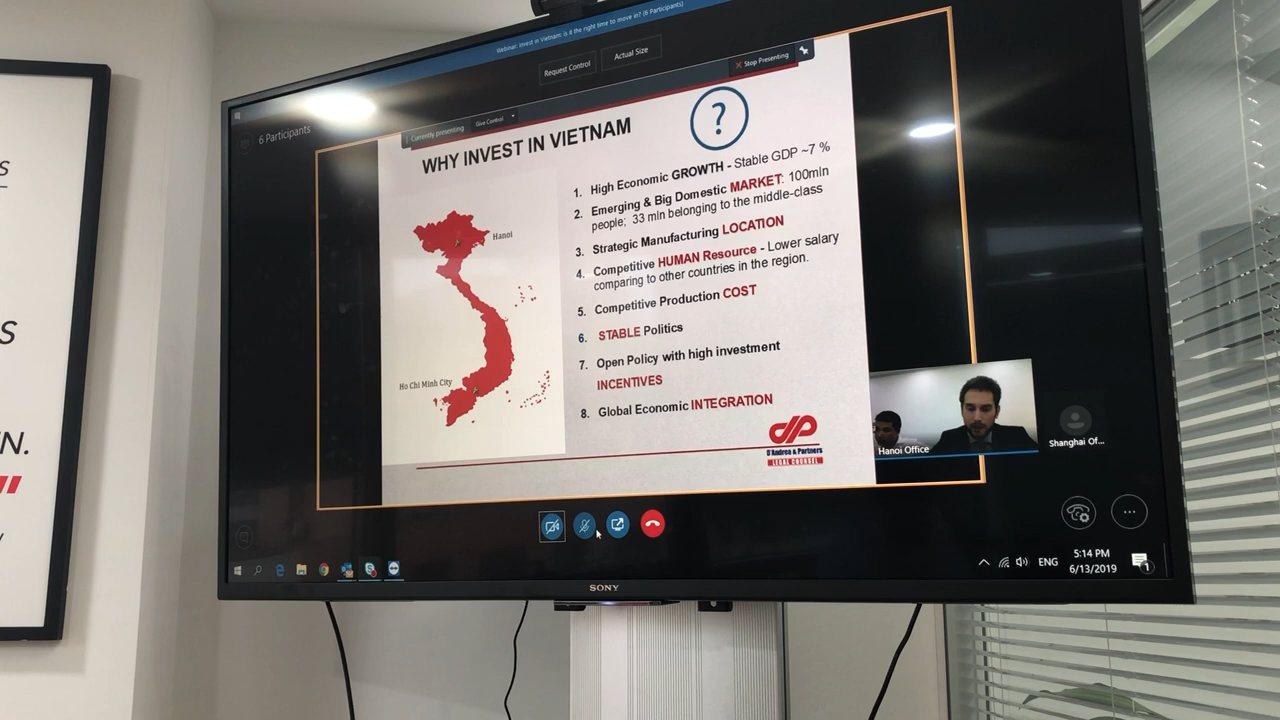 Webinar: Invest in Vietnam: is it the right time to move in? (6 Participants)
Request Control
Actual Size
6 Participants
Currently presenting
Give Control
Stop Presenting
WHY INVEST IN VIETNAM
?
1. High Economic GROWTH - Stable GDP ~7 %
2. Emerging & Big Domestic MARKET: 100mln
people; 33 mln belonging to the middle-class
3. Strategic Manufacturing LOCATION
4. Competitive HUMAN Resource - Lower salary
comparing to other countries in the region.
5. Competitive Production COST
6. STABLE Politics
7. Open Policy with high investment
INCENTIVES
8. Global Economic INTEGRATION
Hanoi
Ho Chi Minh City
D'Andrea & Partners
LEGAL COUNSEL
Hanoi Office
Shanghai Of...
ENG
5:14 PM
6/13/2019
1
SONY
S
S
N.